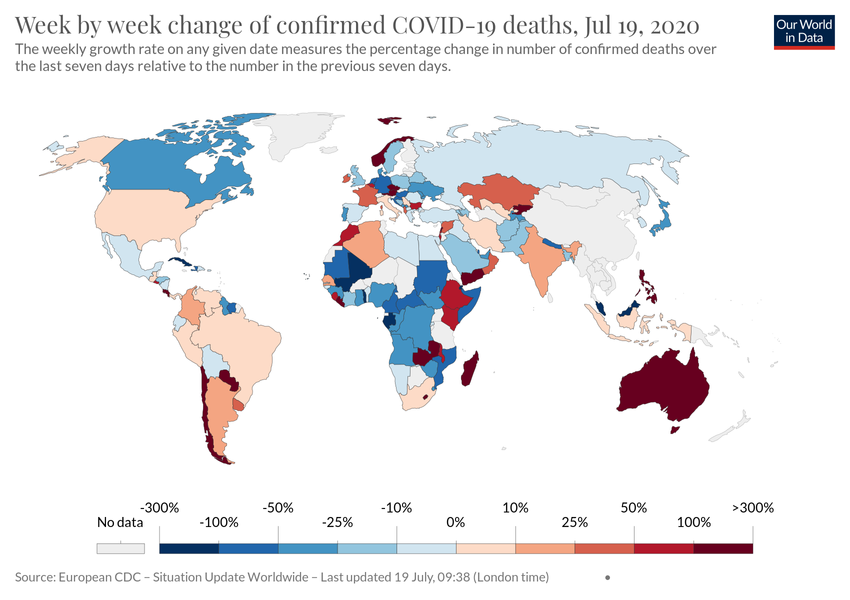 Week by week change of confirmed COVID-19 deaths, Jul 19, 2020
Our World
in Data
The weekly growth rate on any given date measures the percentage change in number of confirmed deaths over
the last seven days relative to the number in the previous seven days.
-300% -50% -10% 10% 50% >300%
No data -100% -25% 0% 25% 100%
Source: European CDC – Situation Update Worldwide – Last updated 19 July, 09:38 (London time)